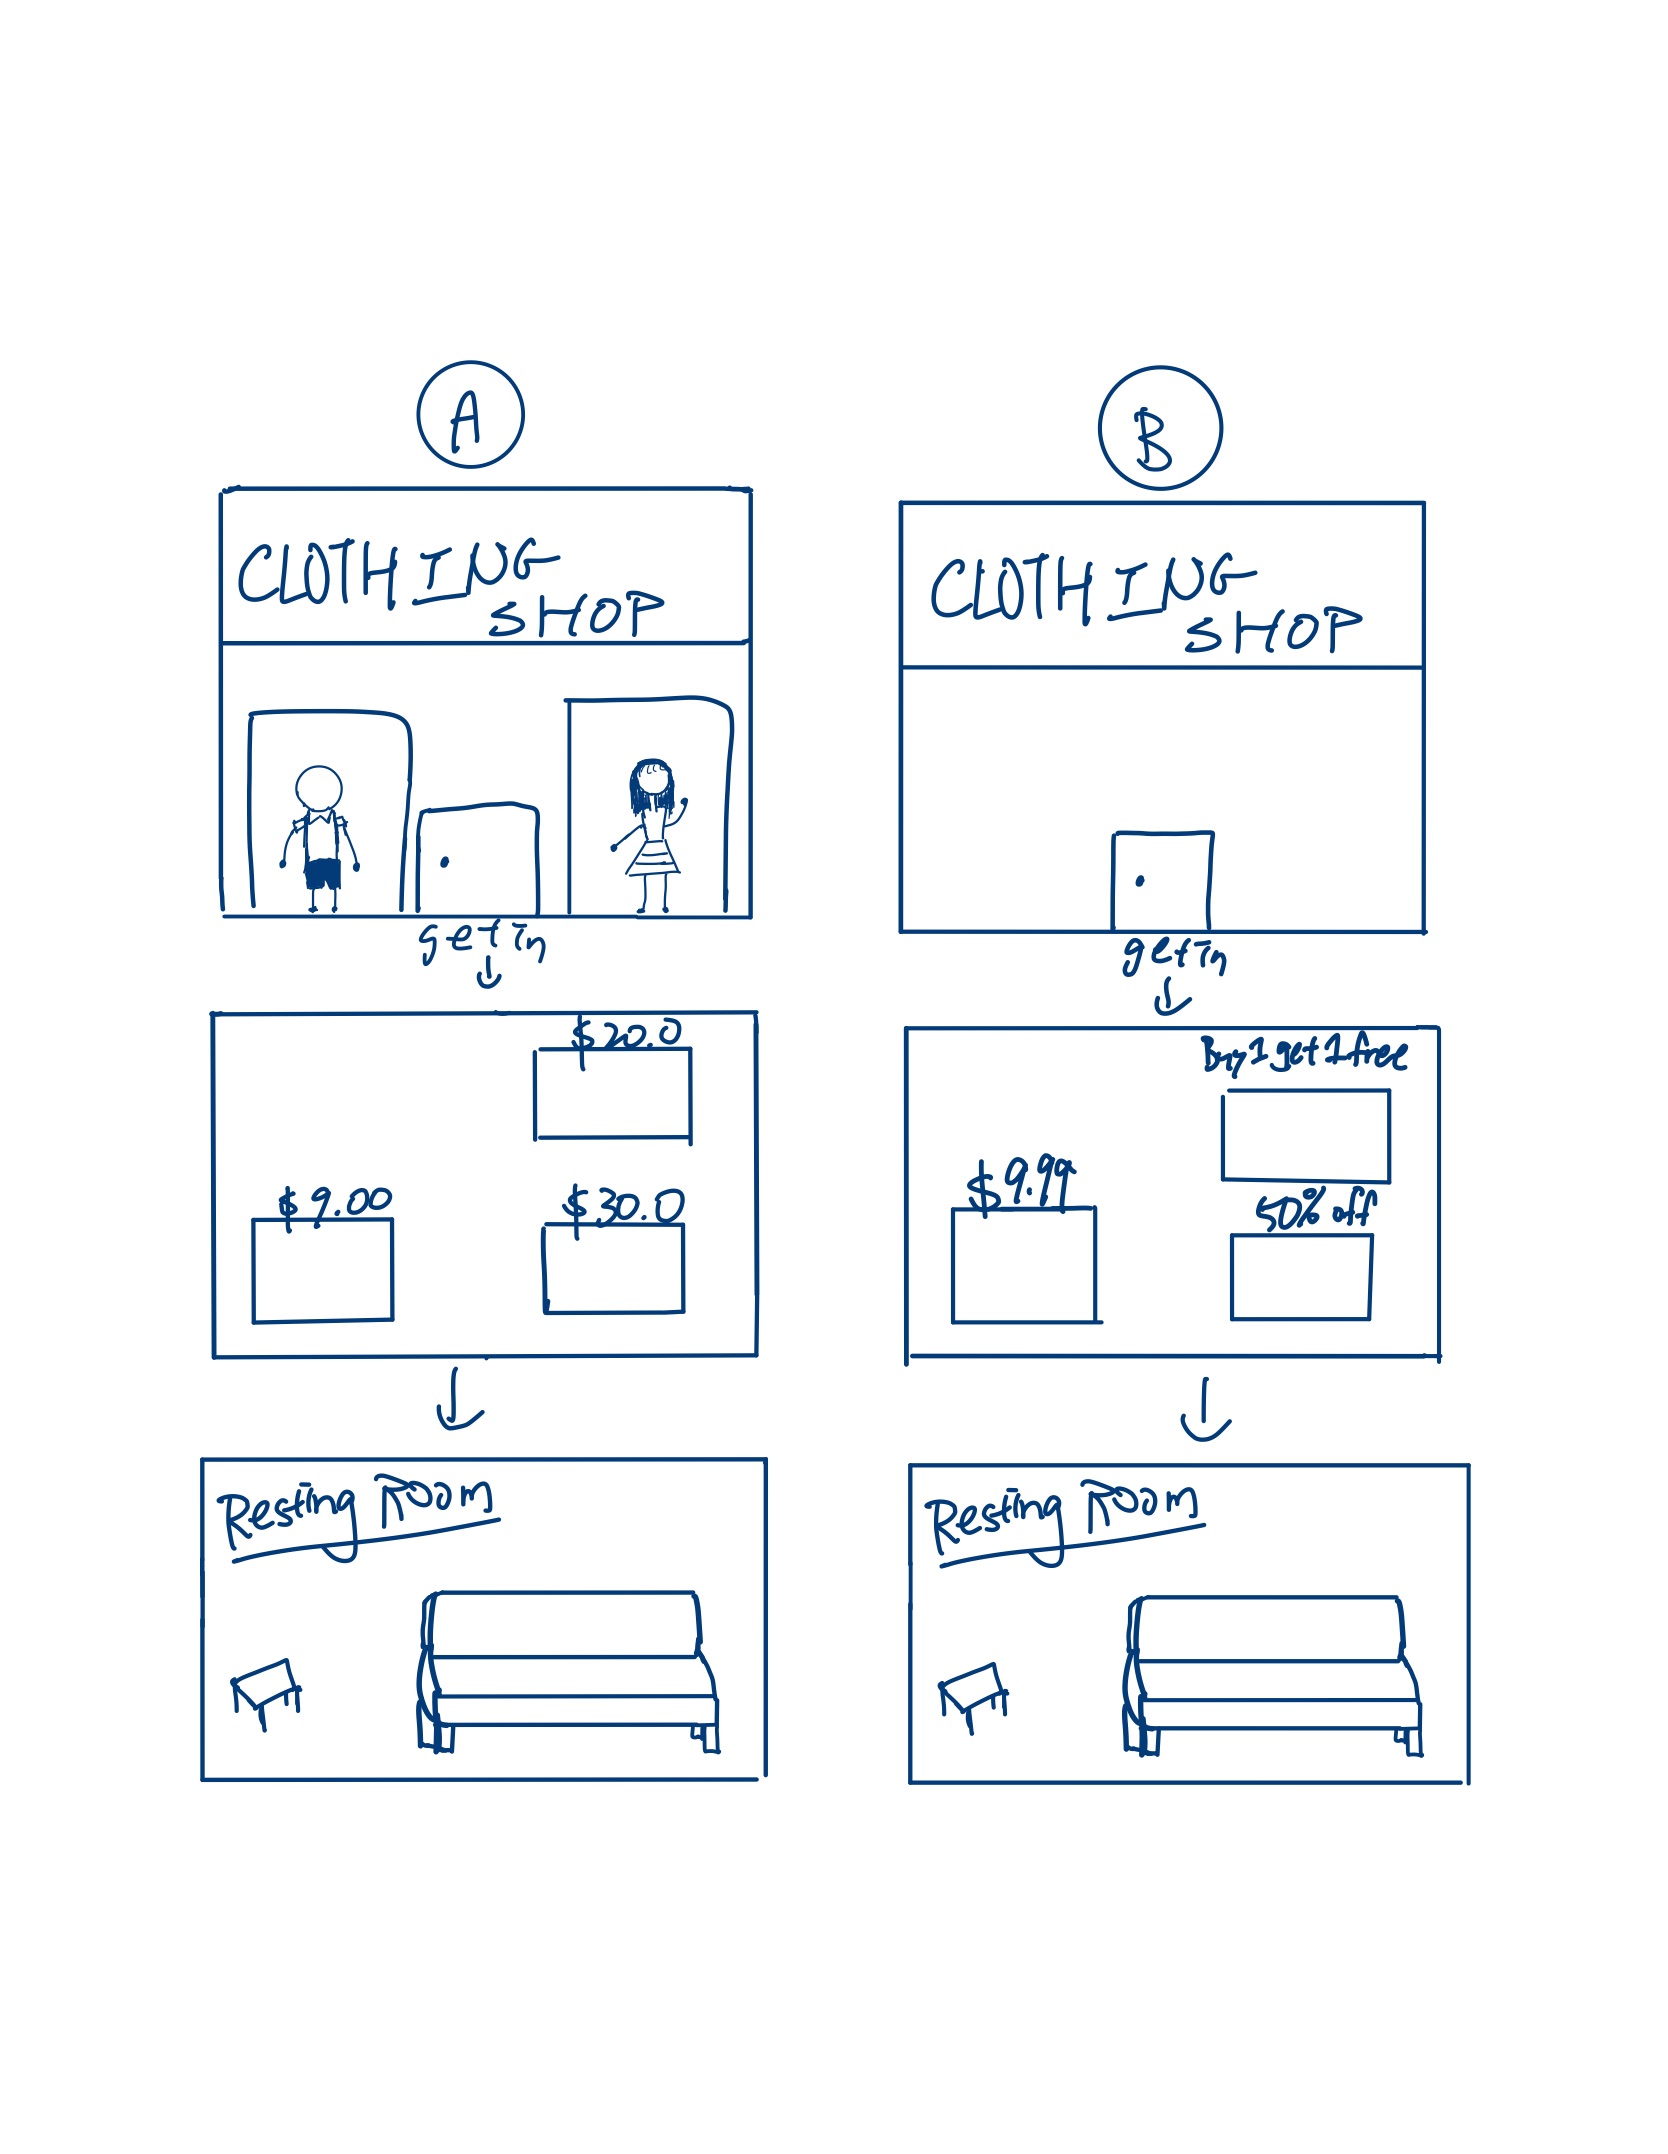 A
CLOTHING
SHOP
get in
$20.0
$9.00
$30.0
Resting Room
B
CLOTHING
SHOP
get in
Buy 1 get 1 free
$9.99
50% off
Resting Room